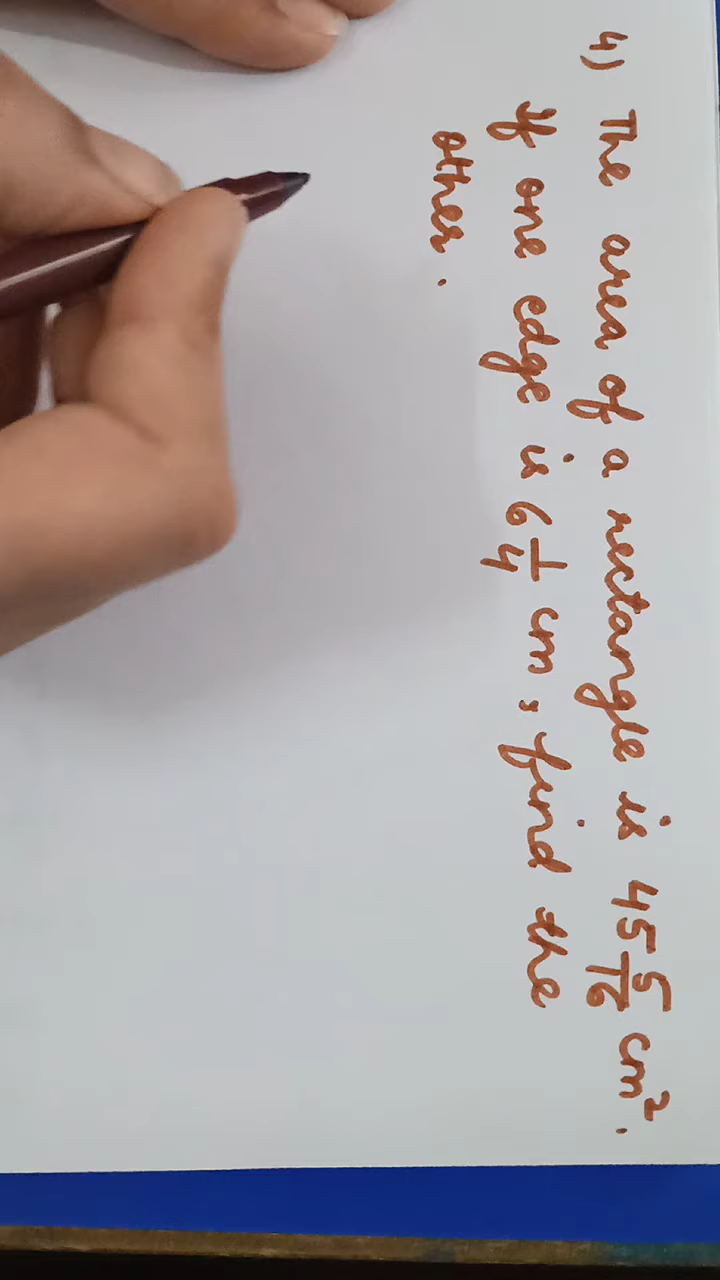 4) The area of a rectangle is 45 5/16 cm².
If one edge is 6 1/4 cm, find the
other.